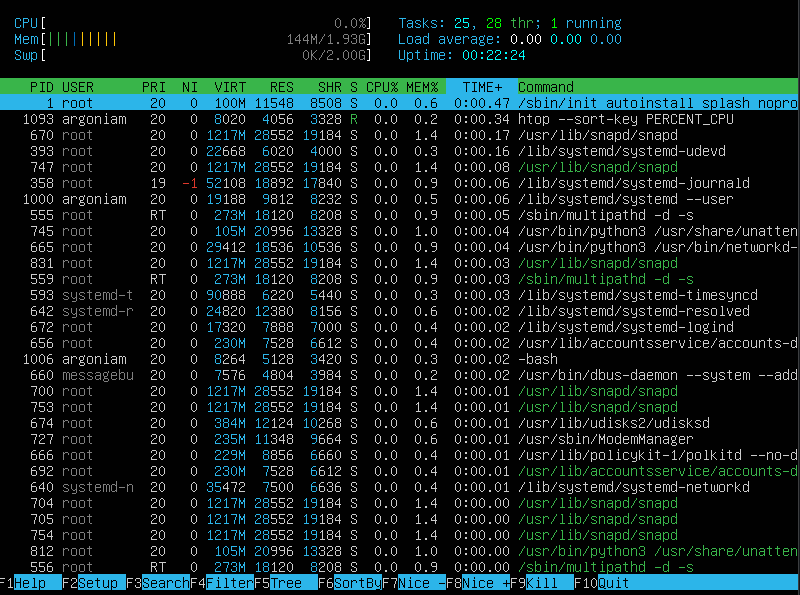 CPU[ 0.0%] Tasks: 25, 28 thr; 1 running
Mem[|||||||||| 144M/1.93G] Load average: 0.00 0.00 0.00
Swp[ 0K/2.00G] Uptime: 00:22:24
PID USER PRI NI VIRT RES SHR S CPU% MEM% TIME+ Command
1 root 20 0 100M 11548 8508 S 0.0 0.6 0:00.47 /sbin/init autoinstall splash nopro
1093 argoniam 20 0 8020 4056 3328 R 0.0 0.2 0:00.34 htop --sort-key PERCENT_CPU
670 root 20 0 1217M 28552 19184 S 0.0 1.4 0:00.17 /usr/lib/snapd/snapd
393 root 20 0 22668 6020 4000 S 0.0 0.3 0:00.16 /lib/systemd/systemd-udevd
747 root 20 0 1217M 28552 19184 S 0.0 1.4 0:00.08 /usr/lib/snapd/snapd
358 root 19 -1 52108 18892 17840 S 0.0 0.9 0:00.06 /lib/systemd/systemd-journald
1000 argoniam 20 0 19188 9812 8232 S 0.0 0.5 0:00.06 /lib/systemd/systemd --user
555 root RT 0 273M 18120 8208 S 0.0 0.9 0:00.05 /sbin/multipathd -d -s
745 root 20 0 105M 20996 13328 S 0.0 1.0 0:00.04 /usr/bin/python3 /usr/share/unatten
665 root 20 0 29412 18536 10536 S 0.0 0.9 0:00.04 /usr/bin/python3 /usr/bin/networkd-
831 root 20 0 1217M 28552 19184 S 0.0 1.4 0:00.03 /usr/lib/snapd/snapd
559 root RT 0 273M 18120 8208 S 0.0 0.9 0:00.03 /sbin/multipathd -d -s
593 systemd-t 20 0 90888 6220 5440 S 0.0 0.3 0:00.03 /lib/systemd/systemd-timesyncd
642 systemd-r 20 0 24820 12380 8156 S 0.0 0.6 0:00.02 /lib/systemd/systemd-resolved
672 root 20 0 17320 7888 7000 S 0.0 0.4 0:00.02 /lib/systemd/systemd-logind
656 root 20 0 230M 7528 6612 S 0.0 0.4 0:00.02 /usr/lib/accountsservice/accounts-d
1006 argoniam 20 0 8264 5128 3420 S 0.0 0.3 0:00.02 -bash
660 messagebu 20 0 7576 4804 3984 S 0.0 0.2 0:00.02 /usr/bin/dbus-daemon --system --add
700 root 20 0 1217M 28552 19184 S 0.0 1.4 0:00.01 /usr/lib/snapd/snapd
753 root 20 0 1217M 28552 19184 S 0.0 1.4 0:00.01 /usr/lib/snapd/snapd
674 root 20 0 384M 12124 10268 S 0.0 0.6 0:00.01 /usr/lib/udisks2/udisksd
727 root 20 0 235M 11348 9664 S 0.0 0.6 0:00.01 /usr/sbin/ModemManager
666 root 20 0 229M 8856 6660 S 0.0 0.4 0:00.01 /usr/lib/policykit-1/polkitd --no-d
692 root 20 0 230M 7528 6612 S 0.0 0.4 0:00.01 /usr/lib/accountsservice/accounts-d
640 systemd-n 20 0 35472 7500 6636 S 0.0 0.4 0:00.01 /lib/systemd/systemd-networkd
704 root 20 0 1217M 28552 19184 S 0.0 1.4 0:00.01 /usr/lib/snapd/snapd
705 root 20 0 1217M 28552 19184 S 0.0 1.4 0:00.00 /usr/lib/snapd/snapd
754 root 20 0 1217M 28552 19184 S 0.0 1.4 0:00.00 /usr/lib/snapd/snapd
812 root 20 0 105M 20996 13328 S 0.0 1.0 0:00.00 /usr/bin/python3 /usr/share/unatten
556 root RT 0 273M 18120 8208 S 0.0 0.9 0:00.00 /sbin/multipathd -d -s
F1Help F2Setup F3SearchF4FilterF5Tree F6SortByF7Nice -F8Nice +F9Kill F10Quit